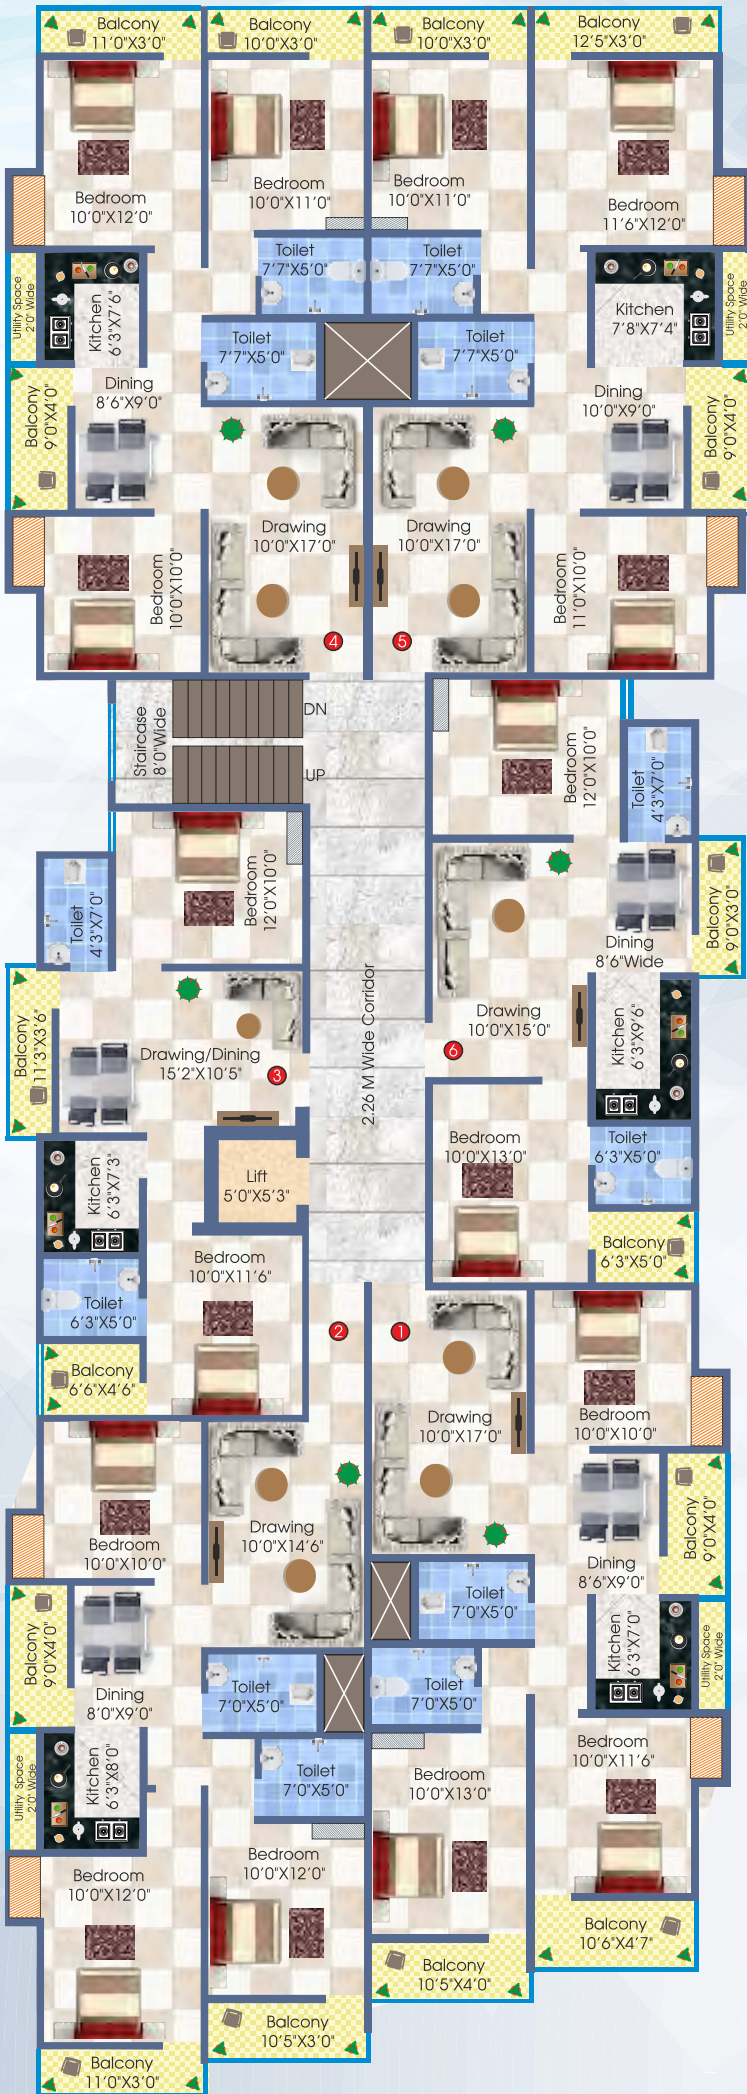 Balcony
11'0"X3'0"
Balcony
10'0"X3'0"
Balcony
10'0"X3'0"
Balcony
12'5"X3'0"
Bedroom
10'0"X12'0"
Bedroom
10'0"X11'0"
Bedroom
10'0"X11'0"
Bedroom
11'6"X12'0"
Toilet
7'7"X5'0"
Toilet
7'7"X5'0"
Utility Space
2'0" Wide
Kitchen
6'3"X7'6"
Kitchen
7'8"X7'4"
Utility Space
2'0" Wide
Toilet
7'7"X5'0"
Toilet
7'7"X5'0"
Dining
8'6"X9'0"
Dining
10'0"X9'0"
Balcony
9'0"X4'0"
Balcony
9'0"X4'0"
Drawing
10'0"X17'0"
Drawing
10'0"X17'0"
Bedroom
10'0"X10'0"
Bedroom
11'0"X10'0"
4
5
Staircase
8'0"Wide
DN
UP
Bedroom
12'0"X10'0"
Toilet
4'3"X7'0"
Bedroom
12'0"X10'0"
Toilet
4'3"X7'0"
Balcony
9'0"X3'0"
Dining
8'6"Wide
Balcony
11'3"X3'6"
Drawing/Dining
15'2"X10'5"
3
2.26 M Wide Corridor
Drawing
10'0"X15'0"
6
Kitchen
6'3"X9'6"
Kitchen
6'3"X7'3"
Lift
5'0"X5'3"
Bedroom
10'0"X13'0"
Toilet
6'3"X5'0"
Balcony
6'3"X5'0"
Bedroom
10'0"X11'6"
Toilet
6'3"X5'0"
Balcony
6'6"X4'6"
2
1
Drawing
10'0"X17'0"
Bedroom
10'0"X10'0"
Bedroom
10'0"X10'0"
Drawing
10'0"X14'6"
Balcony
9'0"X4'0"
Dining
8'6"X9'0"
Toilet
7'0"X5'0"
Balcony
9'0"X4'0"
Kitchen
6'3"X7'0"
Utility Space
2'0" Wide
Dining
8'0"X9'0"
Toilet
7'0"X5'0"
Toilet
7'0"X5'0"
Utility Space
2'0" Wide
Kitchen
6'3"X8'0"
Toilet
7'0"X5'0"
Bedroom
10'0"X13'0"
Bedroom
10'0"X11'6"
Bedroom
10'0"X12'0"
Bedroom
10'0"X12'0"
Balcony
10'6"X4'7"
Balcony
10'5"X4'0"
Balcony
10'5"X3'0"
Balcony
11'0"X3'0"